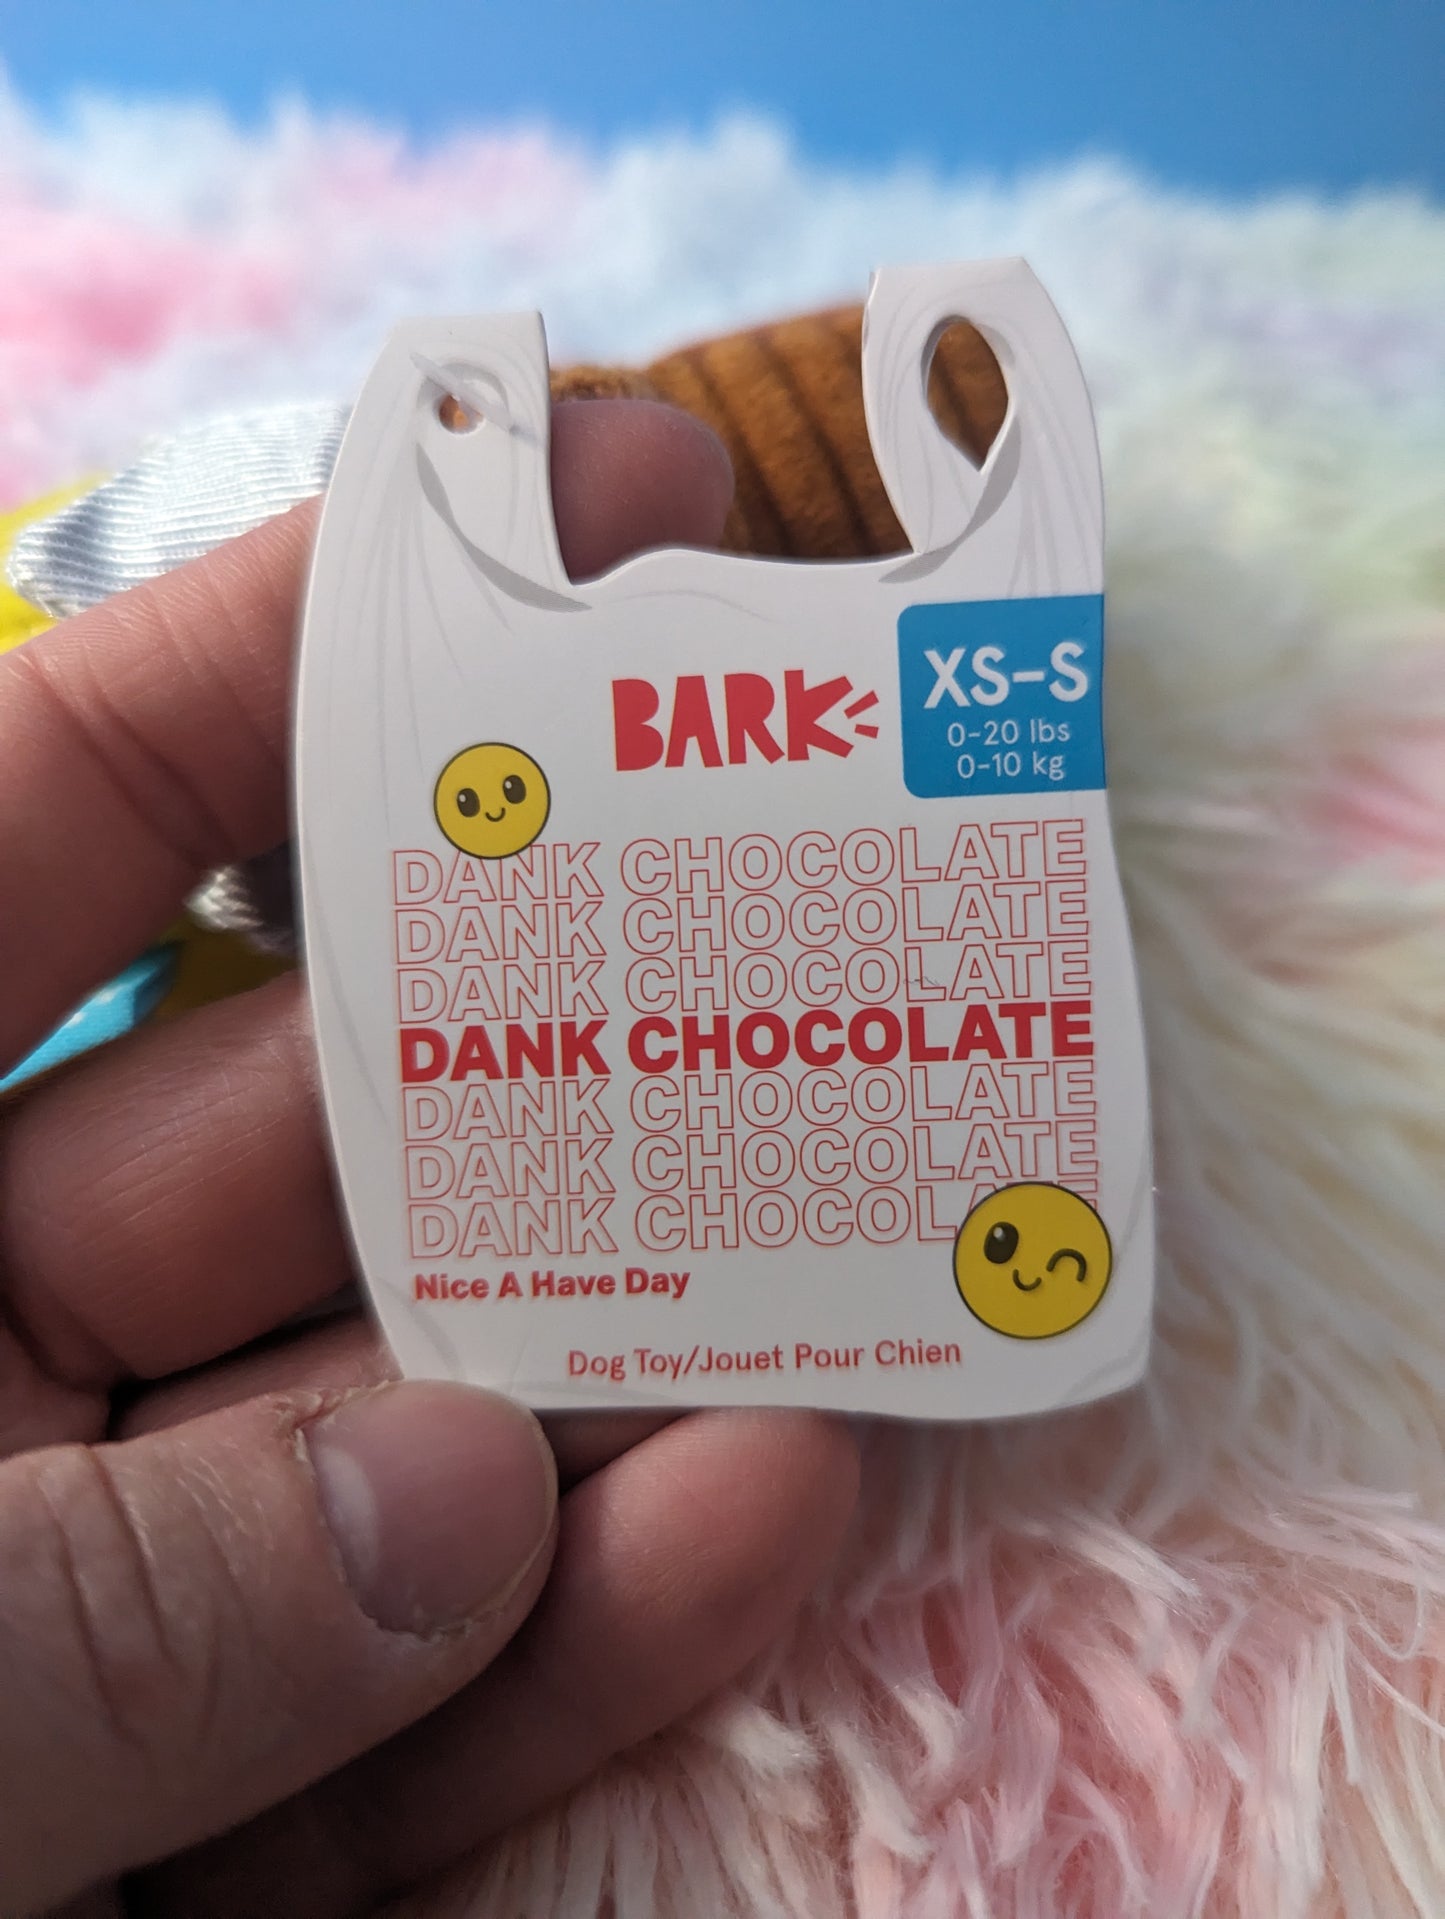 BARK
XS-S
0-20 lbs
0-10 kg
DANK CHOCOLATE
DANK CHOCOLATE
DANK CHOCOLATE
DANK CHOCOLATE
DANK CHOCOLATE
DANK CHOCOLATE
DANK CHOCOLATE
Nice A Have Day
Dog Toy/Jouet Pour Chien